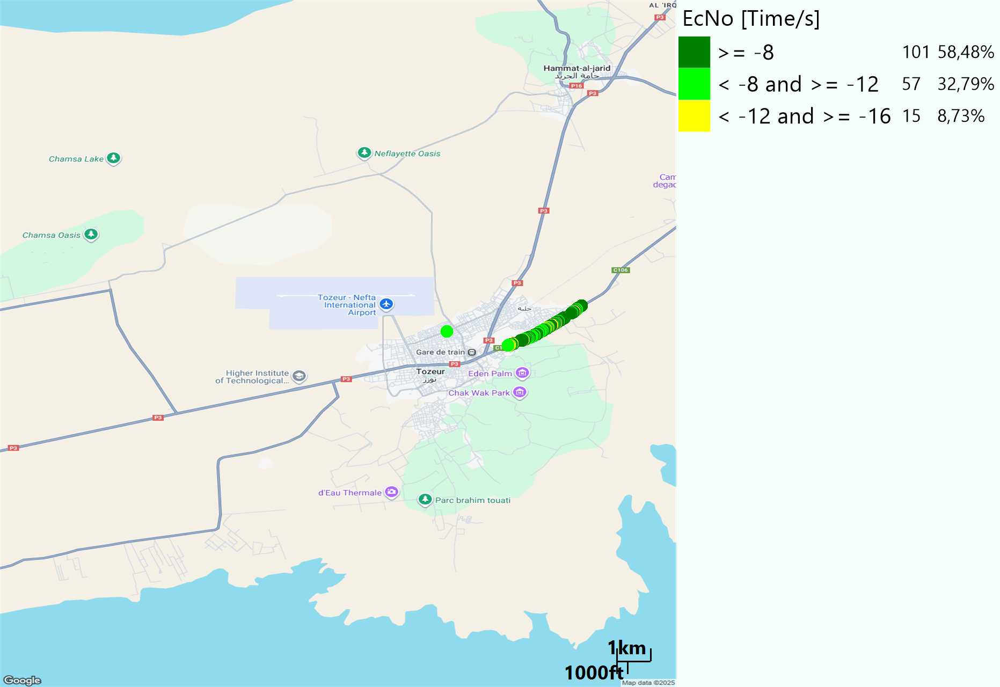 AL 'IRQ
P3
EcNo [Time/s]
>= -8 101 58,48%
< -8 and >= -12 57 32,79%
< -12 and >= -16 15 8,73%
Hammat-al-jarid
حامة الجريد
P16
P3
Chamsa Lake
Neflayette Oasis
Cam
degac
P3
Chamsa Oasis
C106
P3
Tozeur - Nefta
International
Airport
حلبة
P3
C1
Gare de train
P3
Tozeur
توزر
Higher Institute
of Technological...
P3
Eden Palm
Chak Wak Park
P3
P3
d'Eau Thermale
Parc brahim touati
1km
1000ft
Google
Map data ©2025